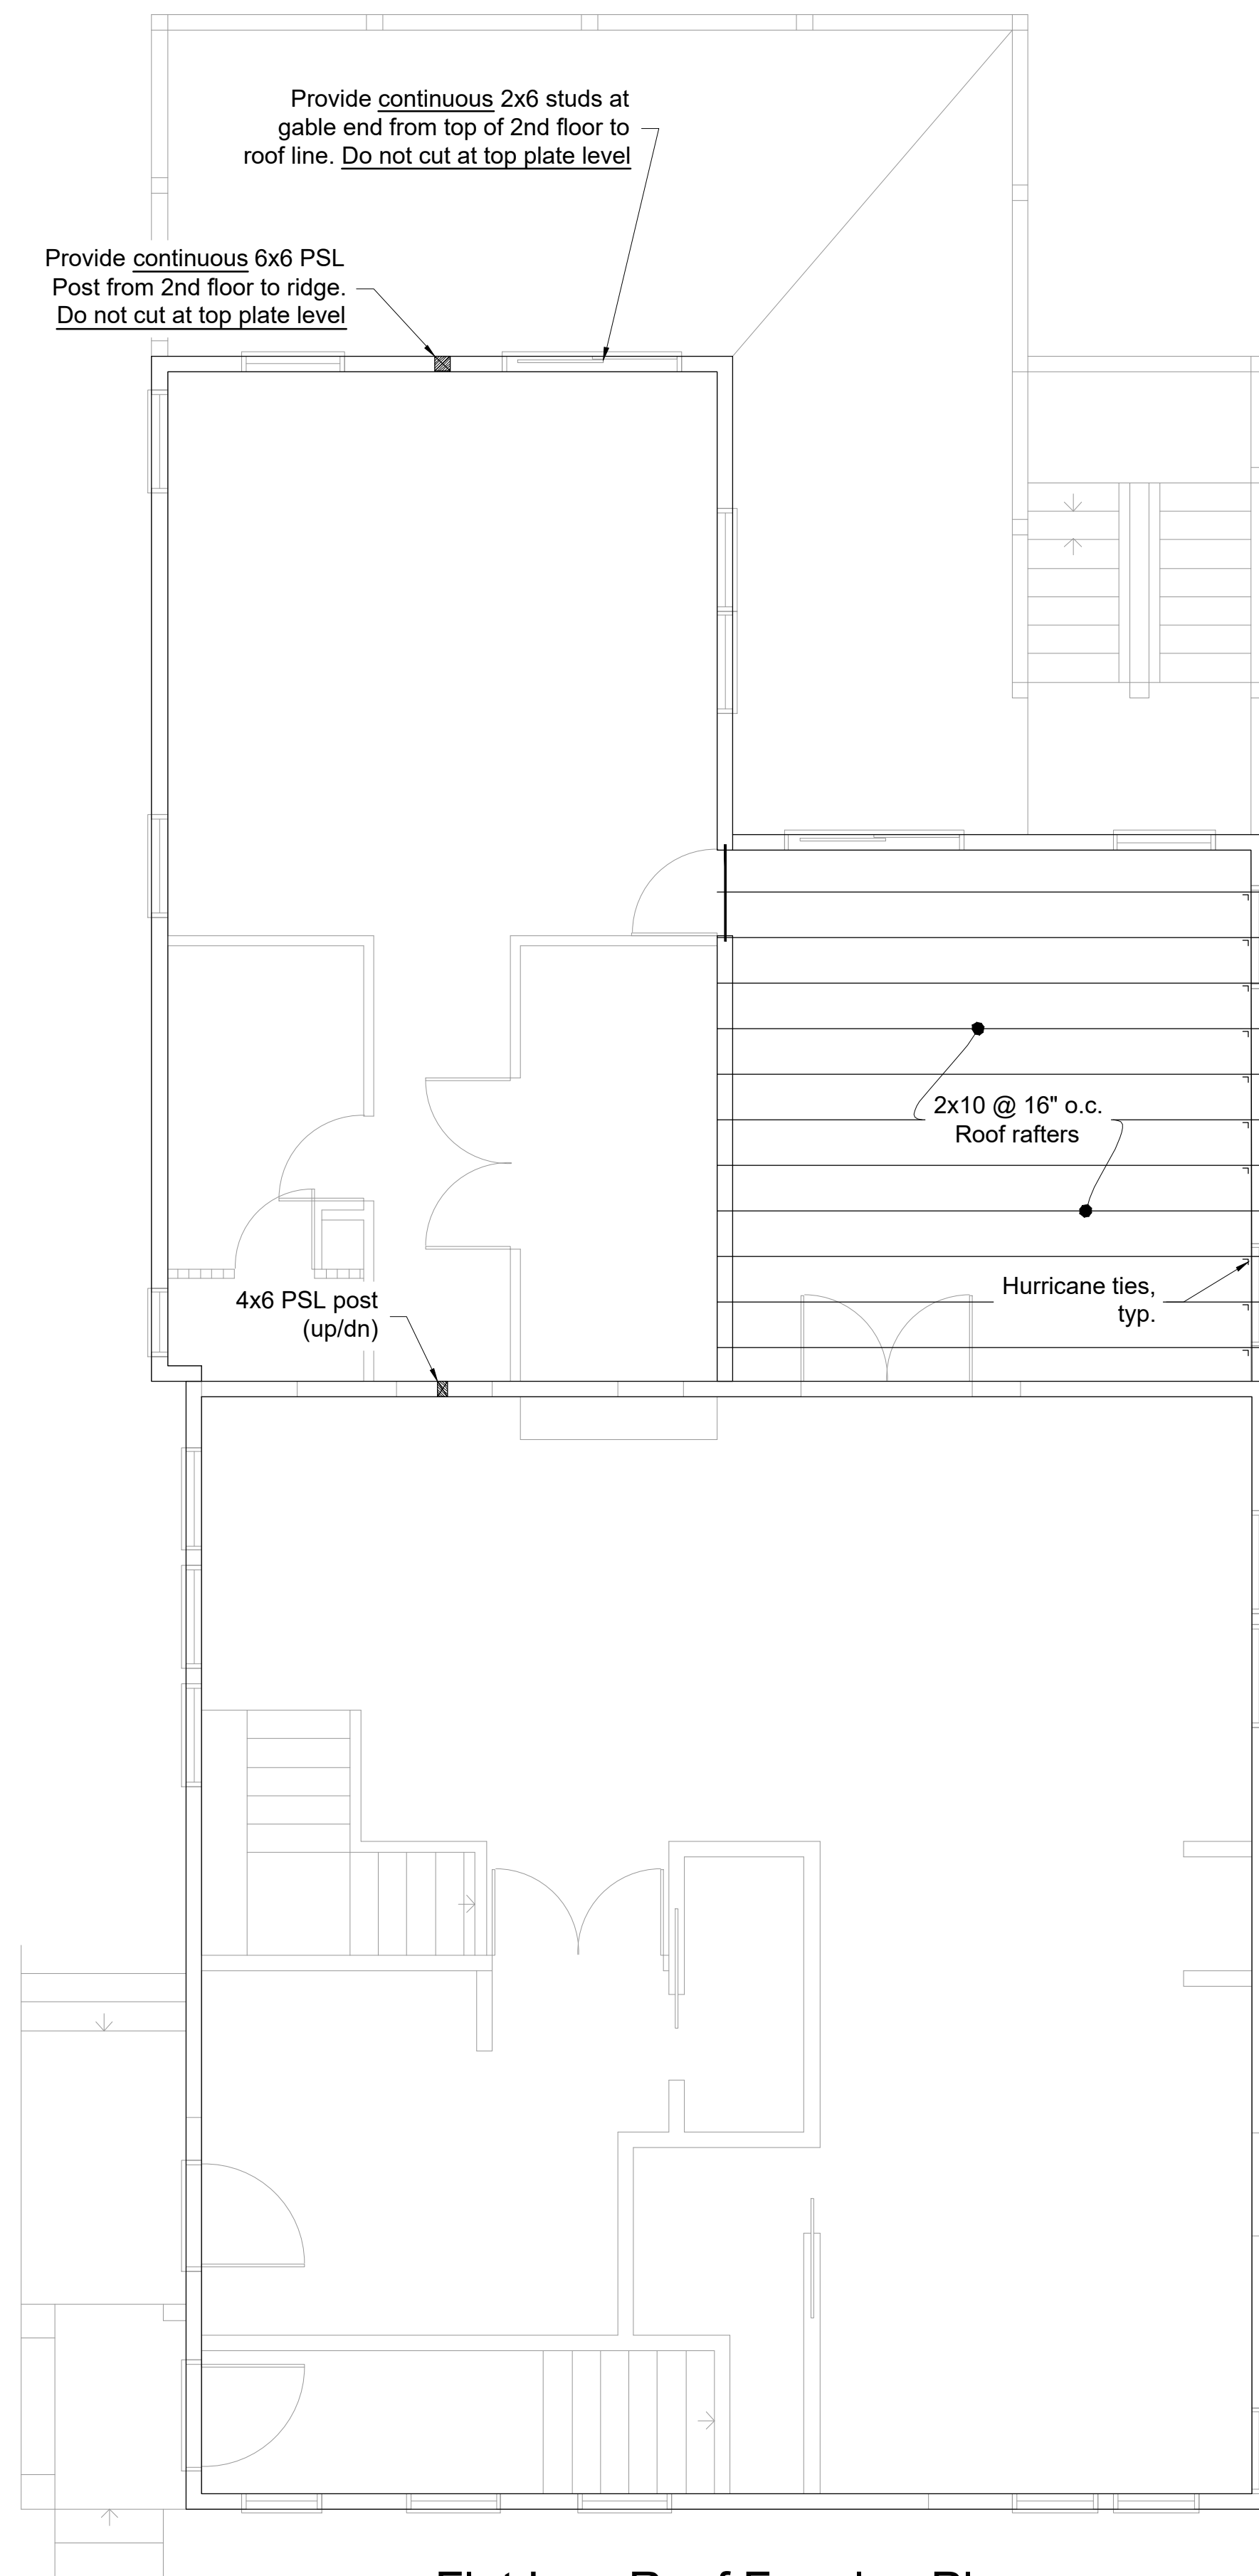 Provide continuous 2x6 studs at
gable end from top of 2nd floor to
roof line. Do not cut at top plate level
Provide continuous 6x6 PSL
Post from 2nd floor to ridge.
Do not cut at top plate level
2x10 @ 16" o.c.
Roof rafters
Hurricane ties,
typ.
4x6 PSL post
(up/dn)